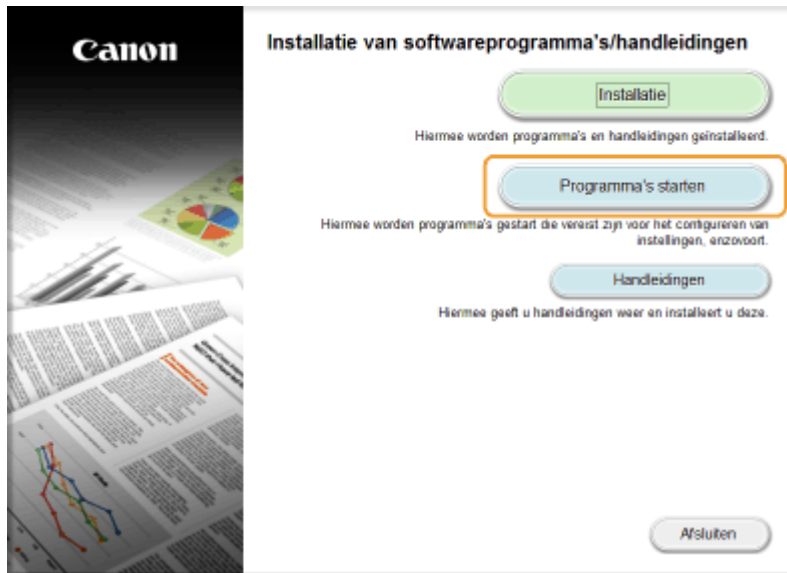 Canon
Installatie van softwareprogramma's/handleidingen
Installatie
Hiermee worden programma's en handleidingen geïnstalleerd.
Programma's starten
Hiermee worden programma's gestart die vereist zijn voor het configureren van
instellingen, enzovoort.
Handleidingen
Hiermee geeft u handleidingen weer en installeert u deze.
Afsluiten